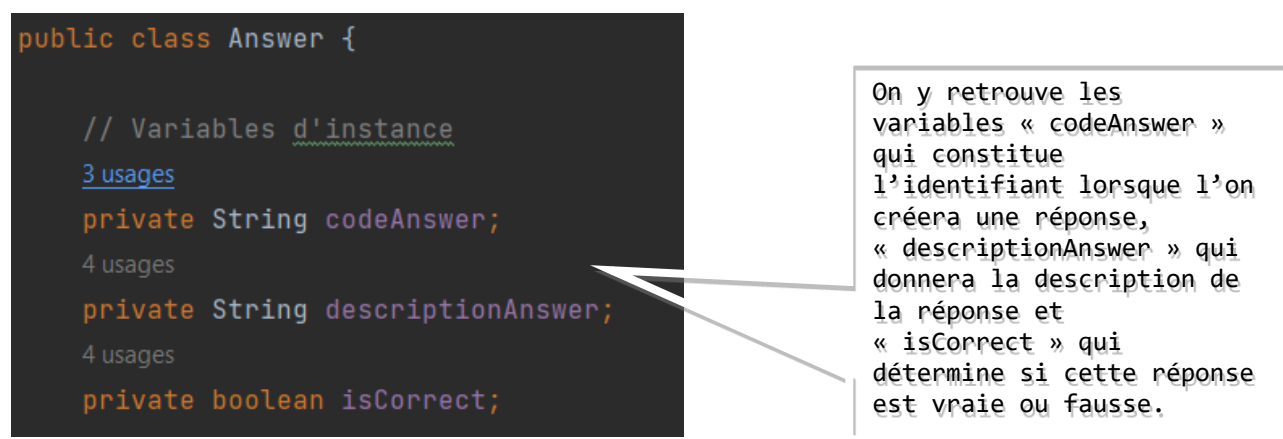 public class Answer {
// Variables d'instance
3 usages
private String codeAnswer;
4 usages
private String descriptionAnswer;
4 usages
private boolean isCorrect;
On y retrouve les
variables « codeAnswer »
qui constitue
l’identifiant lorsque l’on
créera une réponse,
« descriptionAnswer » qui
donnera la description de
la réponse et
« isCorrect » qui
détermine si cette réponse
est vraie ou fausse.